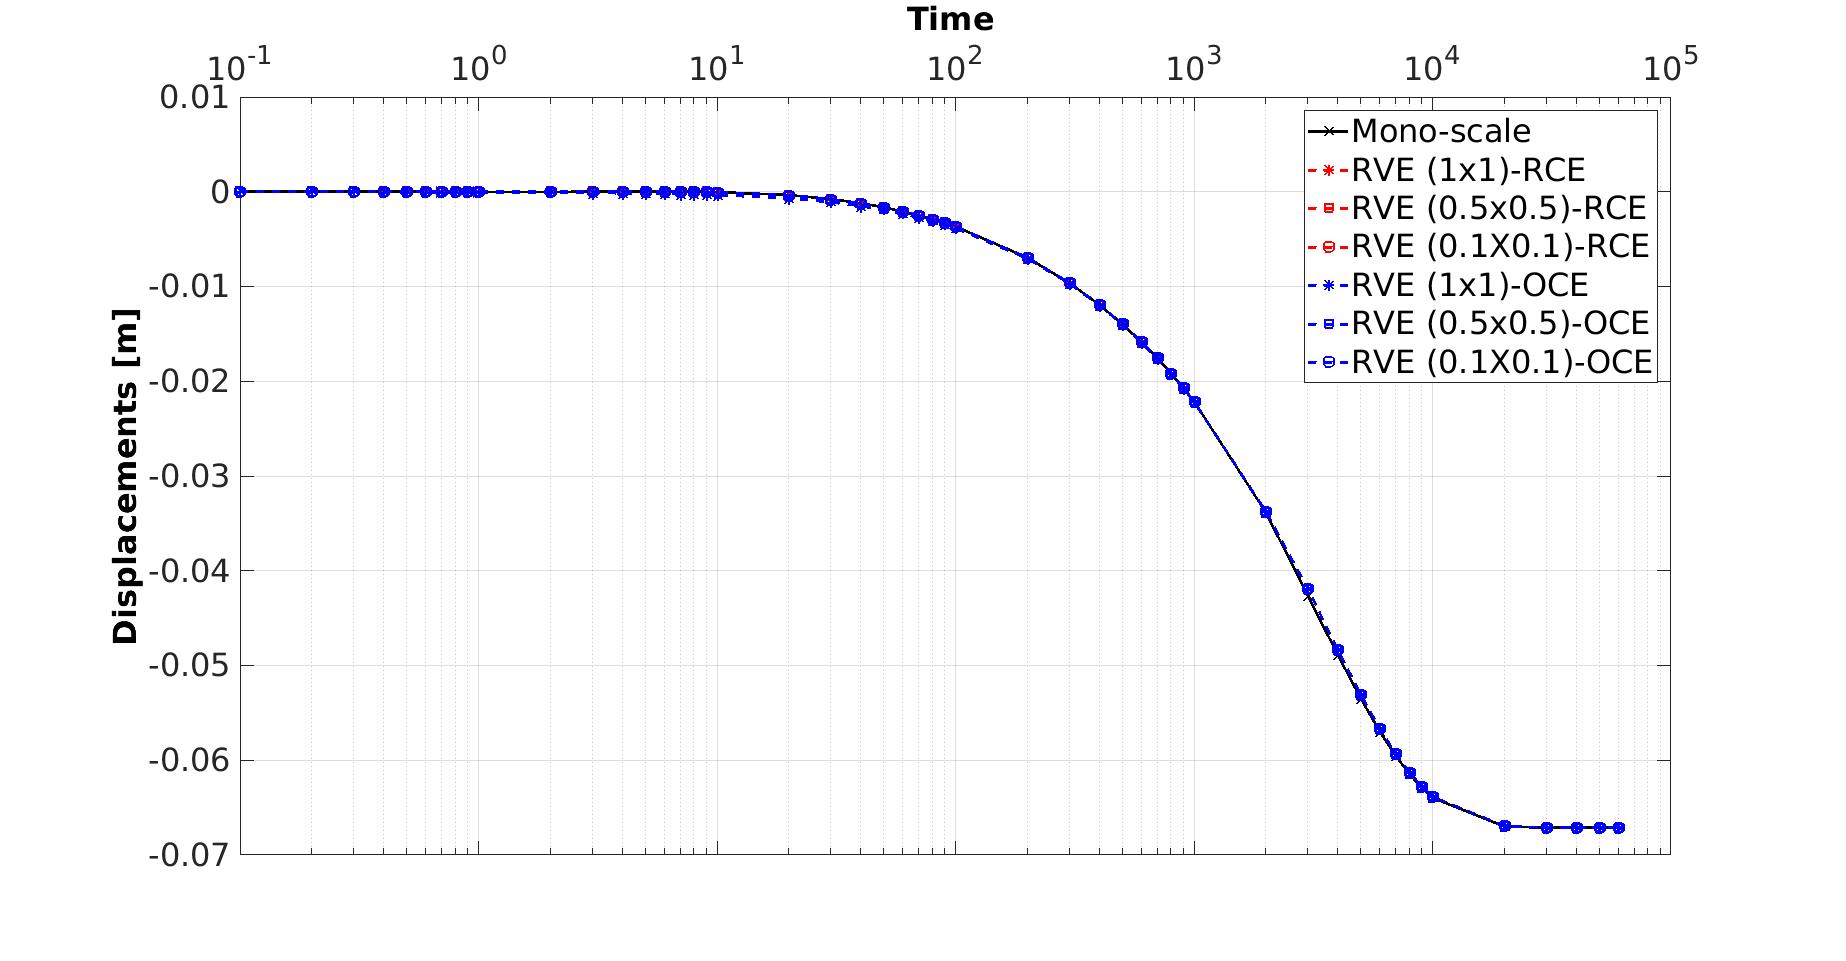 Time
10^-1 10^0 10^1 10^2 10^3 10^4 10^5
0.01
0
-0.01
-0.02
-0.03
-0.04
-0.05
-0.06
-0.07
Displacements [m]
Mono-scale
RVE (1x1)-RCE
RVE (0.5x0.5)-RCE
RVE (0.1X0.1)-RCE
RVE (1x1)-OCE
RVE (0.5x0.5)-OCE
RVE (0.1X0.1)-OCE